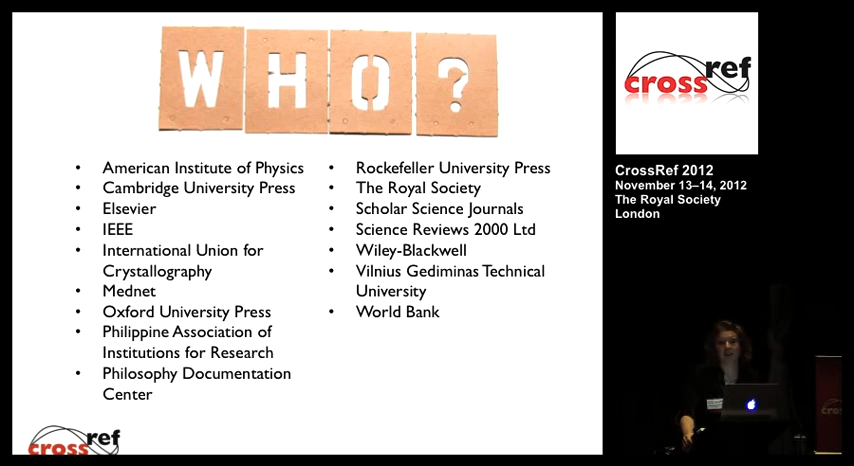 WHO?
• American Institute of Physics
• Cambridge University Press
• Elsevier
• IEEE
• International Union for
Crystallography
• Mednet
• Oxford University Press
• Philippine Association of
Institutions for Research
• Philosophy Documentation
Center
• Rockefeller University Press
• The Royal Society
• Scholar Science Journals
• Science Reviews 2000 Ltd
• Wiley-Blackwell
• Vilnius Gediminas Technical
University
• World Bank
crossref
crossref
CrossRef 2012
November 13–14, 2012
The Royal Society
London